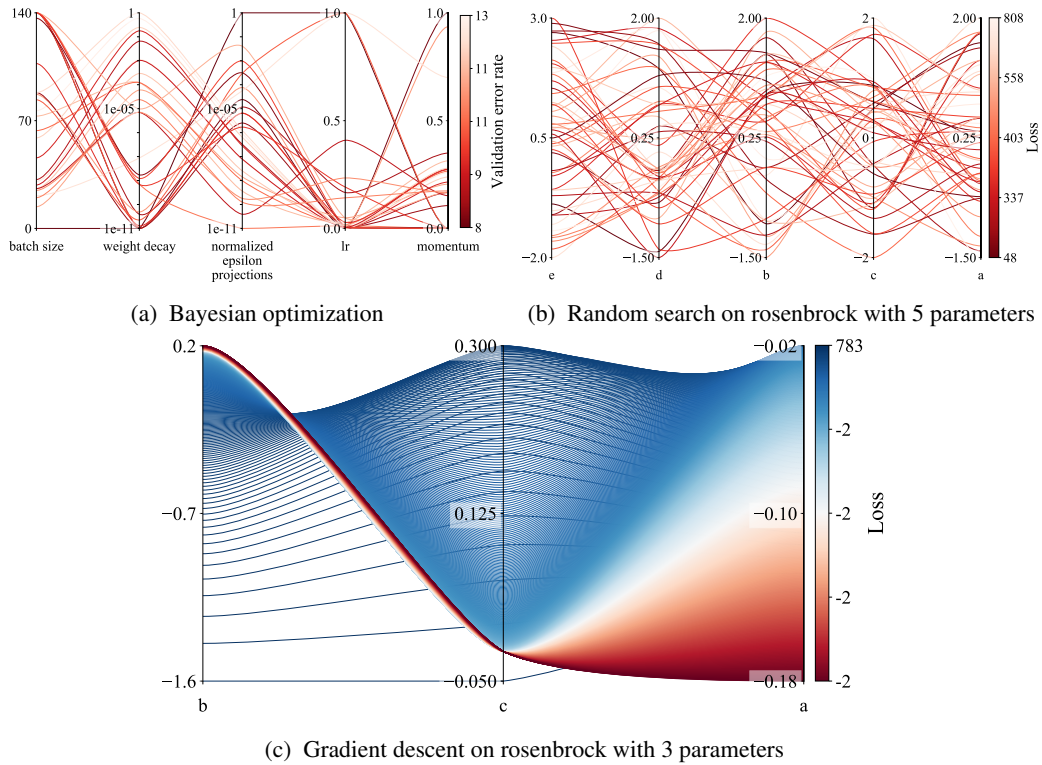 140
70
0
batch size
1
1e-05
1e-11
weight decay
1
1e-05
1e-11
normalized
epsilon
projections
1.0
0.5
0.0
lr
1.0
0.5
0.0
momentum
13
11
11
9
8
Validation error rate
3.0
0.5
−2.0
e
2.00
0.25
−1.50
d
2.00
0.25
−1.50
b
2
0
−2
c
2.00
0.25
−1.50
a
808
558
403
337
48
Loss
(a) Bayesian optimization
(b) Random search on rosenbrock with 5 parameters
0.2
−0.7
−1.6
b
0.300
0.125
−0.050
c
−0.02
−0.10
−0.18
a
783
-2
-2
-2
-2
Loss
(c) Gradient descent on rosenbrock with 3 parameters